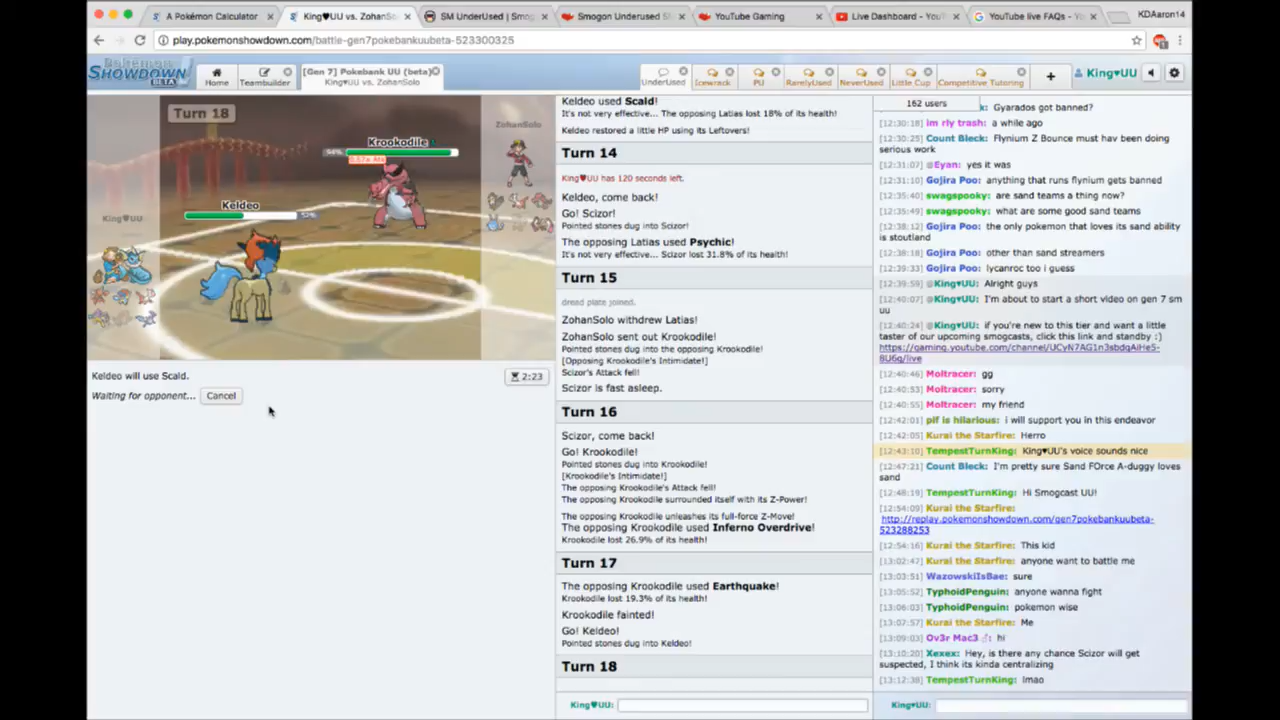 A Pokémon Calculator
King♥UU vs. ZohanSo
SM UnderUsed | Smog
Smogon Underused S
YouTube Gaming
Live Dashboard - You
YouTube live FAQs - Yo
KDAaron14
play.pokemonshowdown.com/battle-gen7pokebankuubeta-523300325
POKÉMON
SHOWDOWN
BETA
Home
Teambuilder
[Gen 7] Pokebank UU (beta)
King♥UU vs. ZohanSolo
UnderUsed
Icewrack
PU
RarelyUsed
NeverUsed
Little Cup
Competitive Tutoring
+
King♥UU
Turn 18
ZohanSolo
Krookodile
94%
0.67x Atk
Keldeo
52%
King♥UU
Keldeo will use Scald.
Waiting for opponent...
Cancel
2:23
Keldeo used Scald!
It's not very effective... The opposing Latias lost 18% of its health!
Keldeo restored a little HP using its Leftovers!
Turn 14
King♥UU has 120 seconds left.
Keldeo, come back!
Go! Scizor!
Pointed stones dug into Scizor!
The opposing Latias used Psychic!
It's not very effective... Scizor lost 31.8% of its health!
Turn 15
dread plate joined.
ZohanSolo withdrew Latias!
ZohanSolo sent out Krookodile!
Pointed stones dug into the opposing Krookodile!
[Opposing Krookodile's Intimidate!]
Scizor's Attack fell!
Scizor is fast asleep.
Turn 16
Scizor, come back!
Go! Krookodile!
Pointed stones dug into Krookodile!
[Krookodile's Intimidate!]
The opposing Krookodile's Attack fell!
The opposing Krookodile surrounded itself with its Z-Power!
The opposing Krookodile unleashes its full-force Z-Move!
The opposing Krookodile used Inferno Overdrive!
Krookodile lost 26.9% of its health!
Turn 17
The opposing Krookodile used Earthquake!
Krookodile lost 19.3% of its health!
Krookodile fainted!
Go! Keldeo!
Pointed stones dug into Keldeo!
Turn 18
King♥UU:
162 users
k: Gyarados got banned?
[12:30:18] im rly trash: a while ago
[12:30:25] Count Bleck: Flynium Z Bounce must hav been doing
serious work
[12:31:07] @Eyan: yes it was
[12:31:10] Gojira Poo: anything that runs flynium gets banned
[12:35:40] swagspooky: are sand teams a thing now?
[12:35:49] swagspooky: what are some good sand teams
[12:38:12] Gojira Poo: the only pokemon that loves its sand ability
is stoutland
[12:38:18] Gojira Poo: other than sand streamers
[12:39:33] Gojira Poo: lycanroc too i guess
[12:39:59] @King♥UU: Alright guys
[12:40:07] @King♥UU: I'm about to start a short video on gen 7 sm
uu
[12:40:24] @King♥UU: if you're new to this tier and want a little
taster of our upcoming smogcasts, click this link and standby :)
https://gaming.youtube.com/channel/UCyN7AG1n3sbdqAiHe5-
8U6g/live
[12:40:46] Moltracer: gg
[12:40:53] Moltracer: sorry
[12:40:55] Moltracer: my friend
[12:42:01] pif is hilarious: i will support you in this endeavor
[12:42:05] Kurai the Starfire: Herro
[12:43:10] TempestTurnKing: King♥UU's voice sounds nice
[12:47:21] Count Bleck: I'm pretty sure Sand FOrce A-duggy loves
sand
[12:48:19] TempestTurnKing: Hi Smogcast UU!
[12:54:09] Kurai the Starfire:
http://replay.pokemonshowdown.com/gen7pokebankuubeta-
523288253
[12:54:16] Kurai the Starfire: This kid
[13:02:47] Kurai the Starfire: anyone want to battle me
[13:03:51] WazowskiIsBae: sure
[13:05:52] TyphoidPenguin: anyone wanna fight
[13:06:03] TyphoidPenguin: pokemon wise
[13:07:57] Kurai the Starfire: Me
[13:09:03] Ov3r Mac3 : hi
[13:10:20] Xexex: Hey, is there any chance Scizor will get
suspected, I think its kinda centralizing
[13:12:38] TempestTurnKing: lmao
King♥UU: